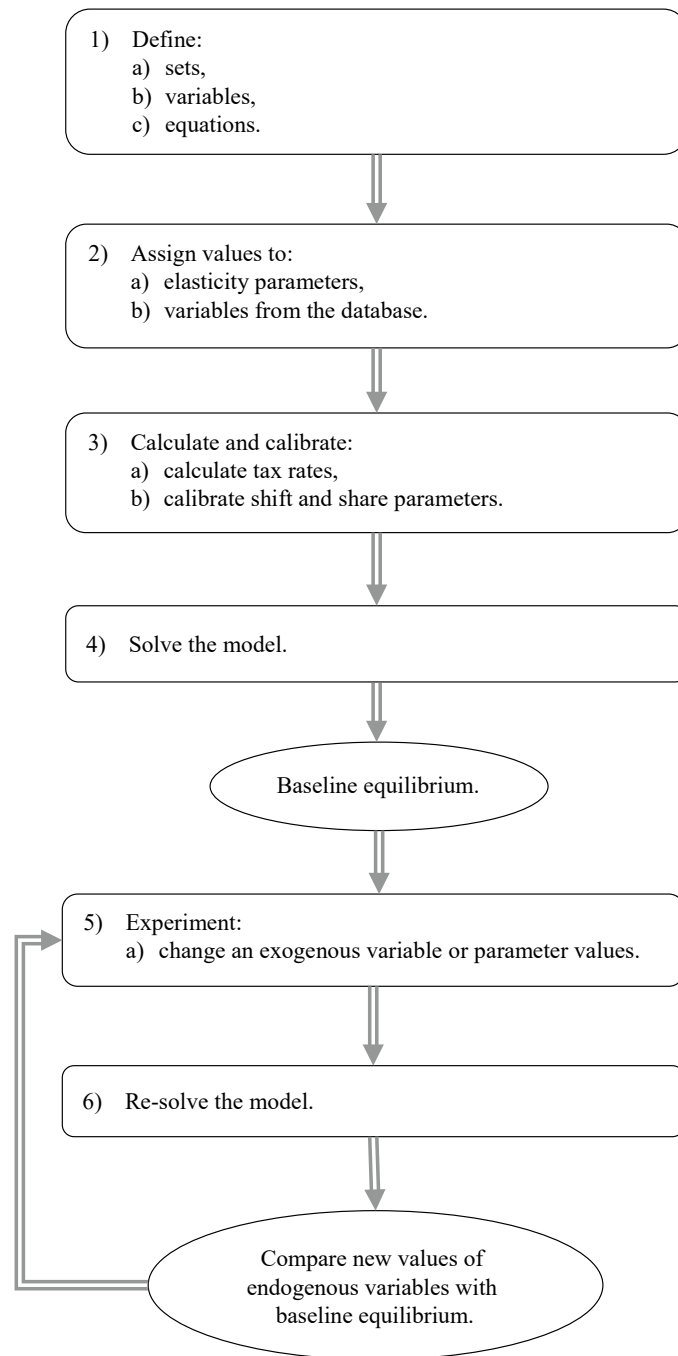 1) Define:
a) sets,
b) variables,
c) equations.
2) Assign values to:
a) elasticity parameters,
b) variables from the database.
3) Calculate and calibrate:
a) calculate tax rates,
b) calibrate shift and share parameters.
4) Solve the model.
Baseline equilibrium.
5) Experiment:
a) change an exogenous variable or parameter values.
6) Re-solve the model.
Compare new values of
endogenous variables with
baseline equilibrium.